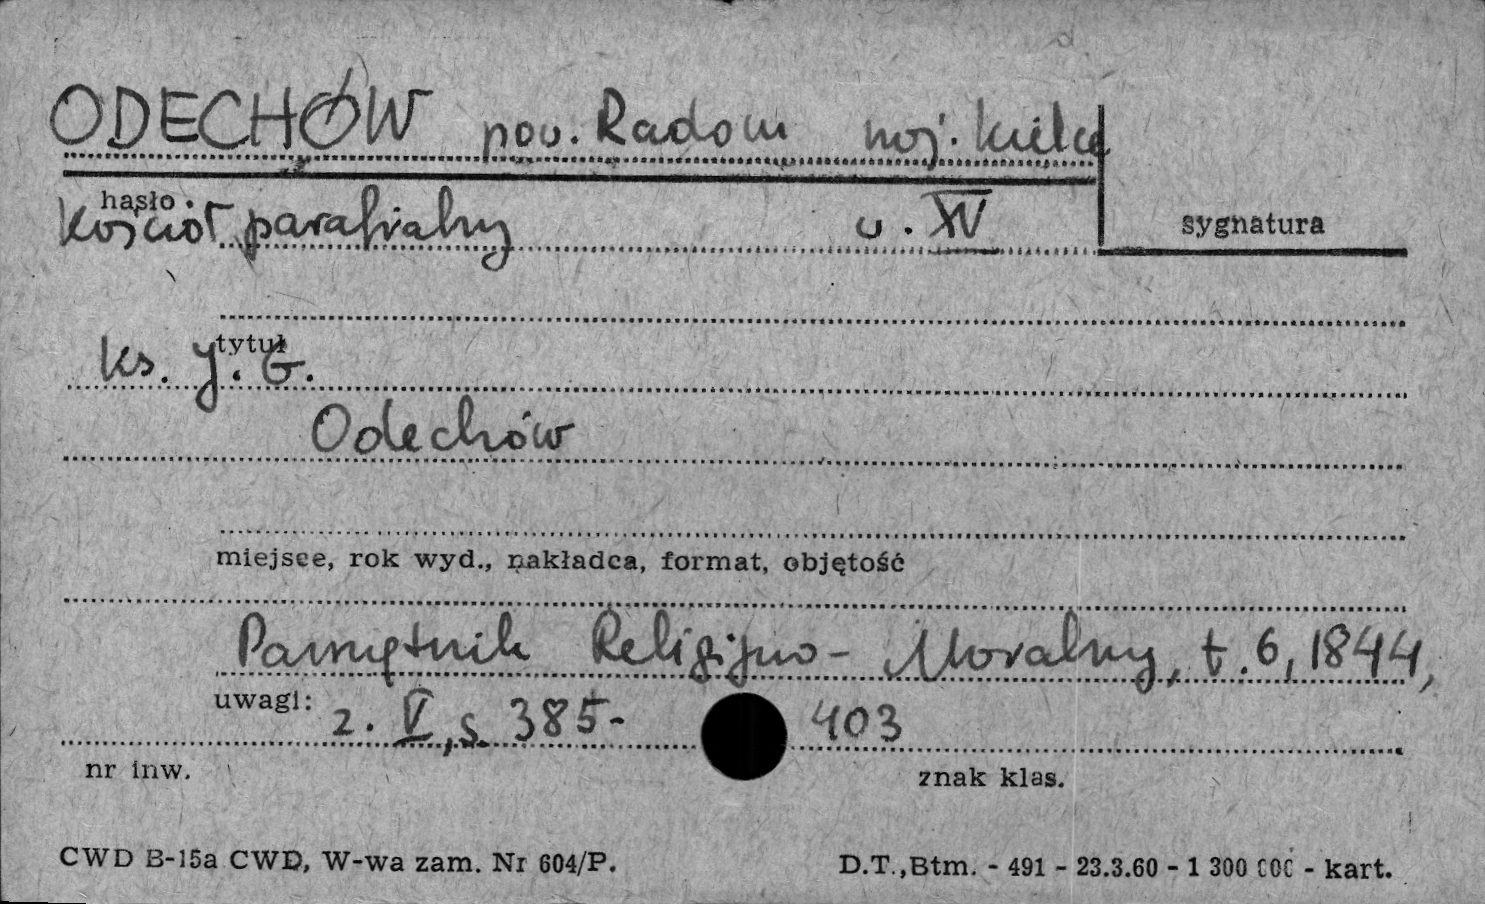 ODECHÓW pow. Radom woj. kielce
hasło
Kościół parafialny w. XV
sygnatura
tytuł
ks. J. G.
Odechów
miejsce, rok wyd., nakładca, format, objętość
Pamiętnik Religijno-Moralny, t. 6, 1844,
uwagi: z. V, s. 385-403
nr inw. znak klas.
CWD B-15a CWD, W-wa zam. Nr 604/P. D.T.,Btm. - 491 - 23.3.60 - 1 300 000 - kart.